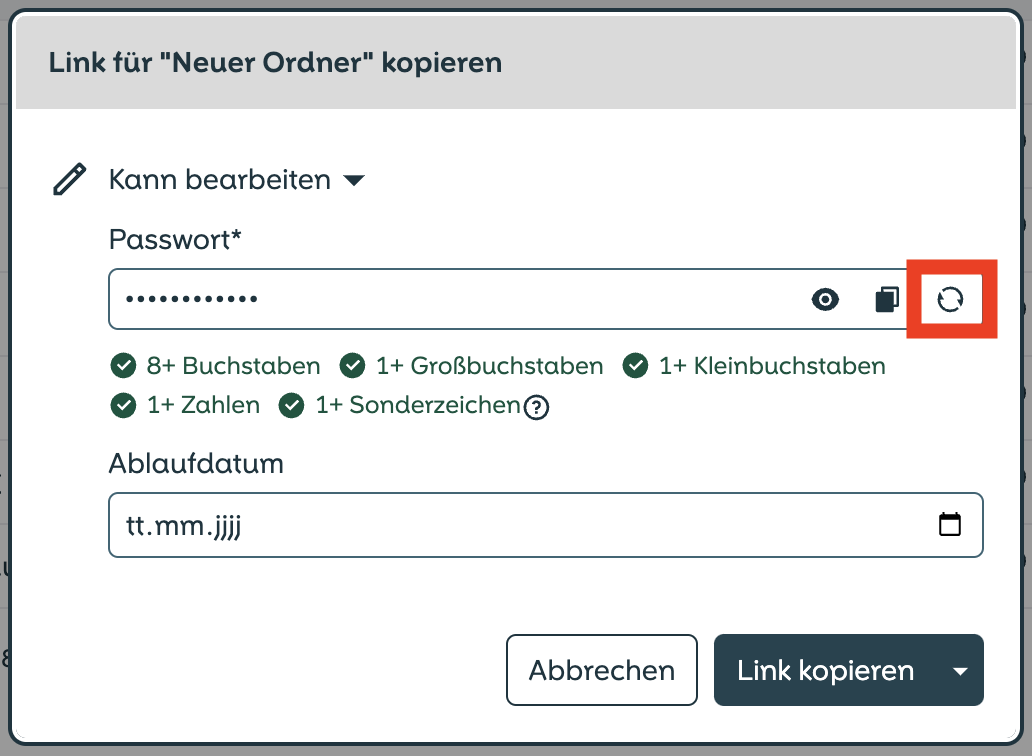 Link für "Neuer Ordner" kopieren
Kann bearbeiten
Passwort*
••••••••••••
8+ Buchstaben 1+ Großbuchstaben 1+ Kleinbuchstaben
1+ Zahlen 1+ Sonderzeichen ?
Ablaufdatum
tt.mm.jjjj
Abbrechen Link kopieren